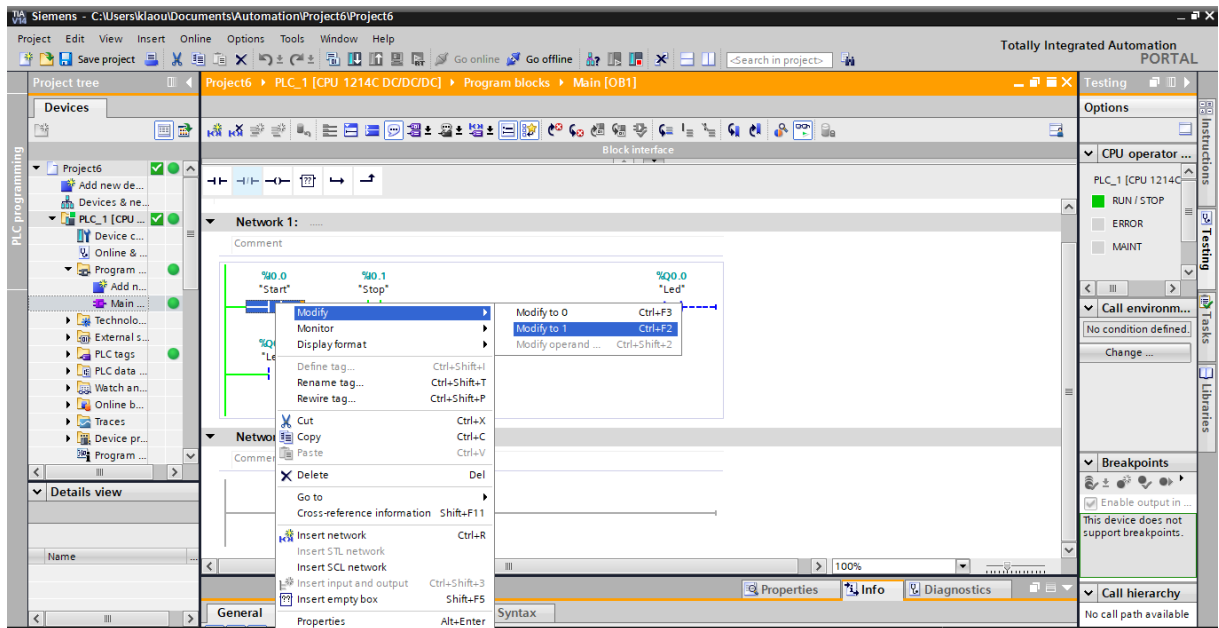 TIA V14 Siemens - C:\Users\klaou\Documents\Automation\Project6\Project6
Project Edit View Insert Online Options Tools Window Help
Totally Integrated Automation
PORTAL
Save project Go online Go offline <Search in project>
Project tree
Devices
PLC programming
Project6
Add new de...
Devices & ne...
PLC_1 [CPU ...
Device c...
Online & ...
Program ...
Add n...
Main ...
Technolo...
External s...
PLC tags
PLC data ...
Watch an...
Online b...
Traces
Device pr...
Program ...
Details view
Name ...
Project6 PLC_1 [CPU 1214C DC/DC/DC] Program blocks Main [OB1]
Block interface
Network 1: .....
Comment
%I0.0 %I0.1 %Q0.0
"Start" "Stop" "Led"
Modify
Monitor
Display format
Define tag... Ctrl+Shift+I
Rename tag... Ctrl+Shift+T
Rewire tag... Ctrl+Shift+P
Cut Ctrl+X
Copy Ctrl+C
Paste Ctrl+V
Delete Del
Go to
Cross-reference information Shift+F11
Insert network Ctrl+R
Insert STL network
Insert SCL network
Insert input and output Ctrl+Shift+3
Insert empty box Shift+F5
Properties Alt+Enter
Modify to 0 Ctrl+F3
Modify to 1 Ctrl+F2
Modify operand ... Ctrl+Shift+2
%Q
"Le
Networ
Commer
100%
Properties Info Diagnostics
General Syntax
Testing
Options
CPU operator ...
PLC_1 [CPU 1214C
RUN / STOP
ERROR
MAINT
Call environm...
No condition defined.
Change ...
Breakpoints
Enable output in ...
This device does not
support breakpoints.
Call hierarchy
No call path available
Instructions
Testing
Tasks
Libraries